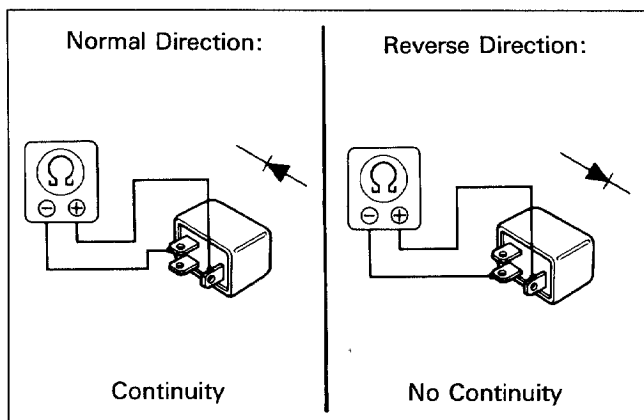 Normal Direction:
Reverse Direction:
Ω
− +
Ω
− +
Continuity
No Continuity